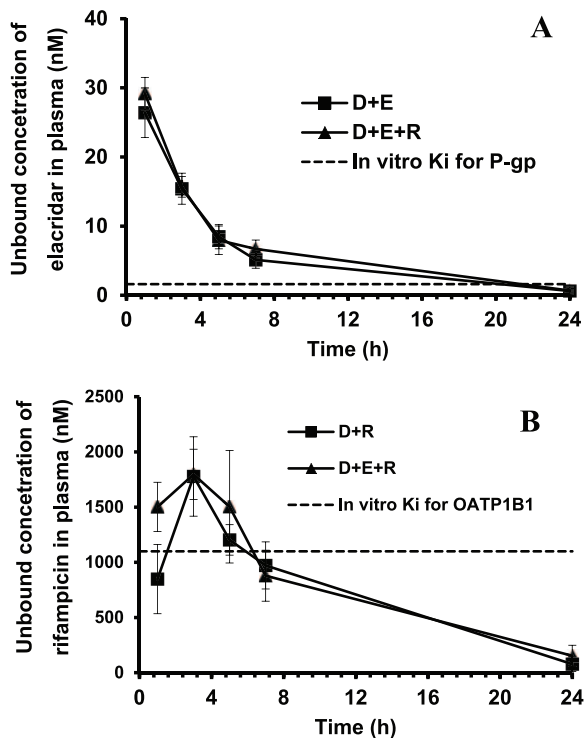 A
Unbound concetration of
elacridar in plasma (nM)
40
30
20
10
0
D+E
D+E+R
In vitro Ki for P-gp
0 4 8 12 16 20 24
Time (h)
B
Unbound concetration of
rifampicin in plasma (nM)
2500
2000
1500
1000
500
0
D+R
D+E+R
In vitro Ki for OATP1B1
0 4 8 12 16 20 24
Time (h)